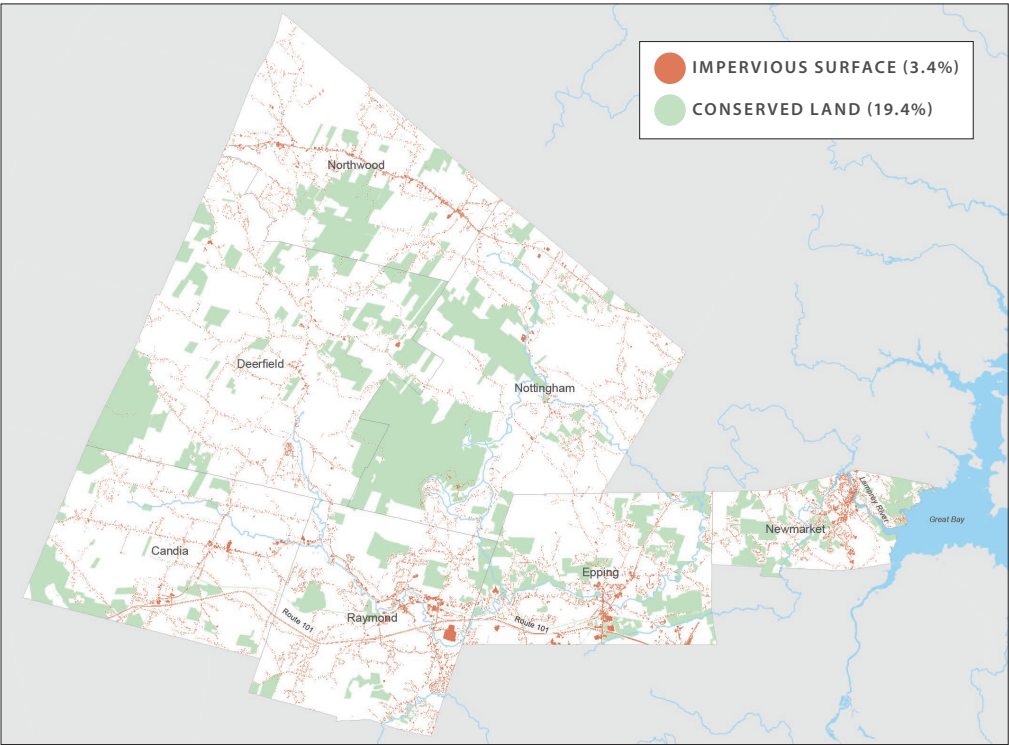 IMPERVIOUS SURFACE (3.4%)
CONSERVED LAND (19.4%)
Northwood
Deerfield
Nottingham
Lamprey River
Great Bay
Newmarket
Candia
Epping
Raymond
Route 101
Route 101